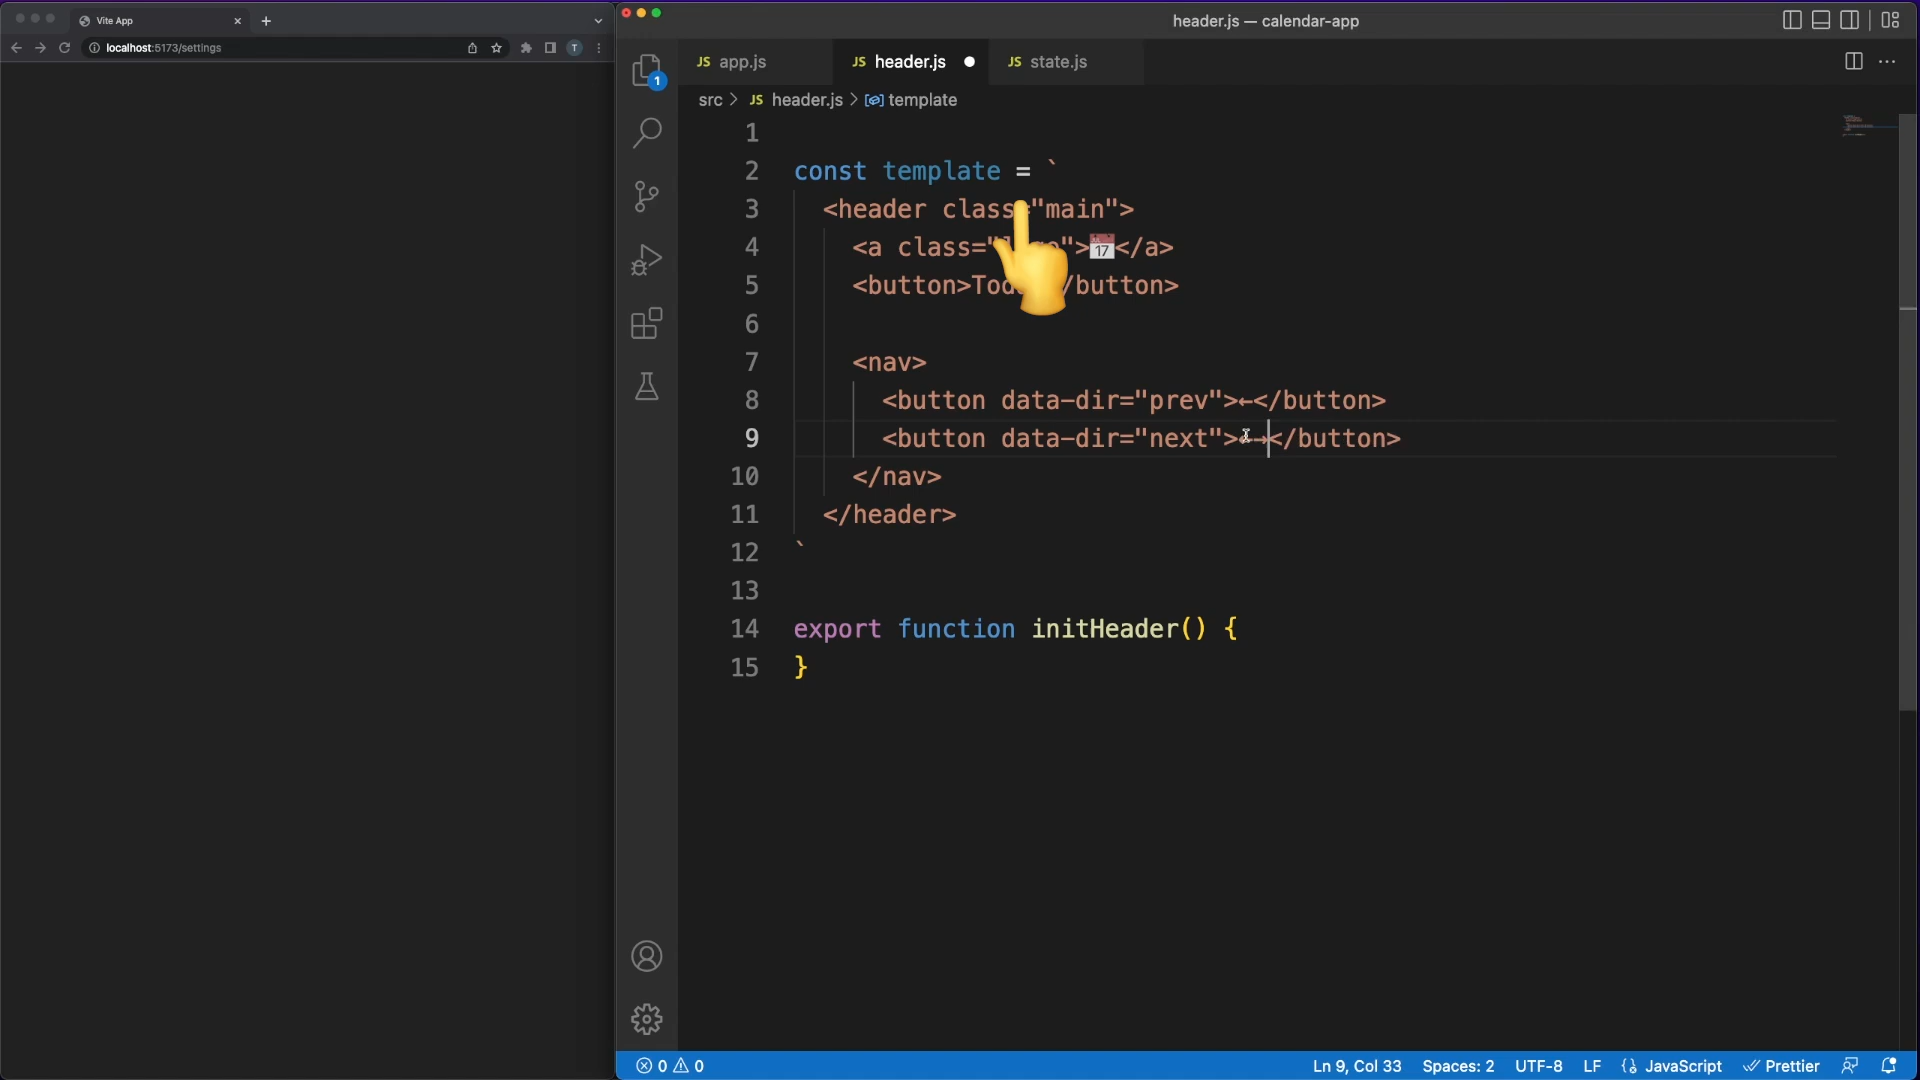 Vite App
localhost:5173/settings
header.js — calendar-app
1
JS app.js
JS header.js
JS state.js
src > JS header.js > template
1
2 const template = `
3 <header class="main">
4 <a class=" ">📅</a>
5 <button> /button>
6
7 <nav>
8 <button data-dir="prev">←</button>
9 <button data-dir="next">←→</button>
10 </nav>
11 </header>
12 `
13
14 export function initHeader() {
15 }
T
0 0
Ln 9, Col 33 Spaces: 2 UTF-8 LF {} JavaScript Prettier